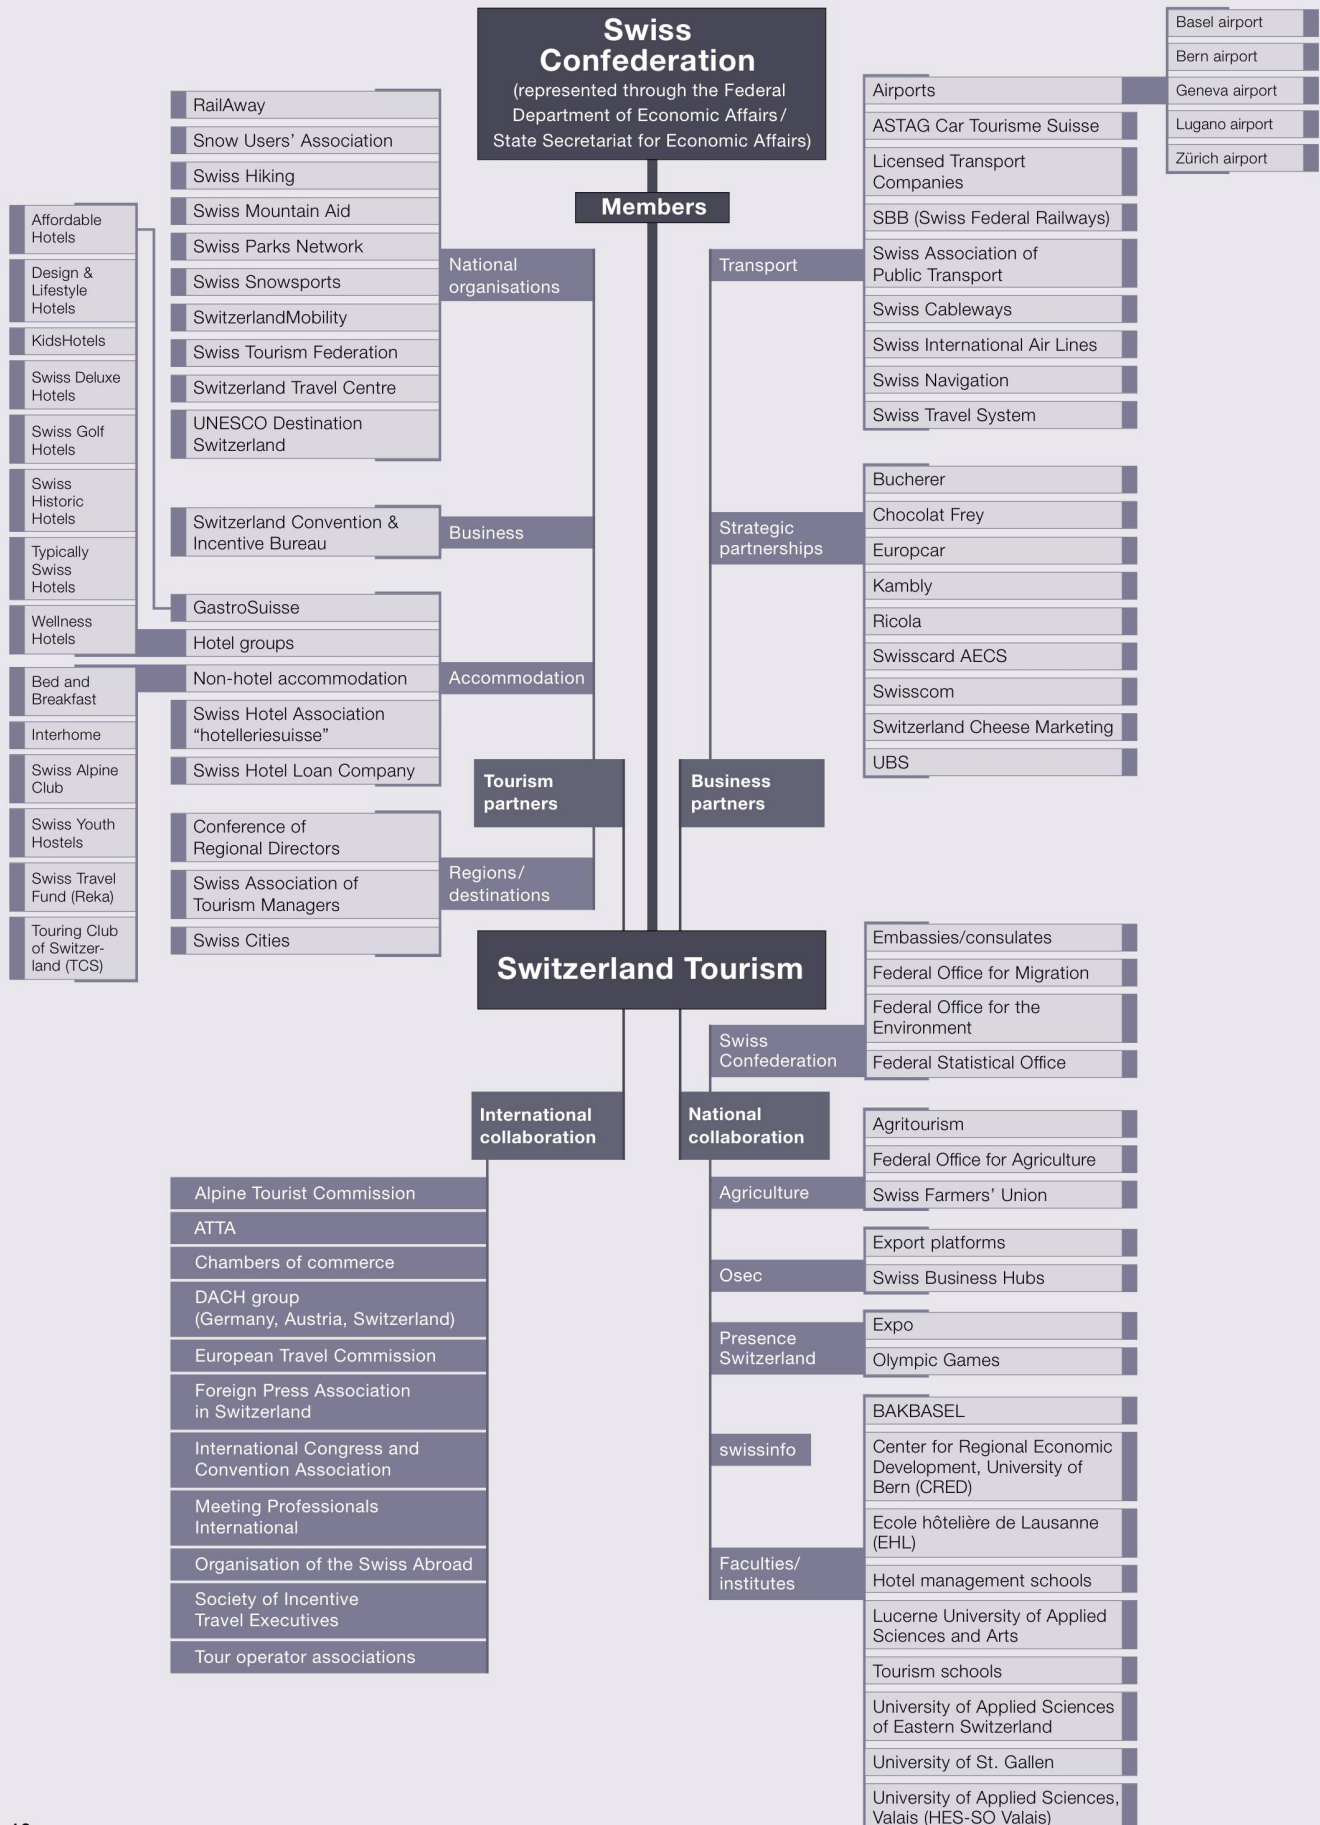 Swiss
Confederation
(represented through the Federal
Department of Economic Affairs/
State Secretariat for Economic Affairs)
Members
RailAway
Snow Users' Association
Swiss Hiking
Swiss Mountain Aid
Swiss Parks Network
Swiss Snowsports
SwitzerlandMobility
Swiss Tourism Federation
Switzerland Travel Centre
UNESCO Destination
Switzerland
National
organisations
Switzerland Convention &
Incentive Bureau
Business
Affordable
Hotels
Design &
Lifestyle
Hotels
KidsHotels
Swiss Deluxe
Hotels
Swiss Golf
Hotels
Swiss
Historic
Hotels
Typically
Swiss
Hotels
Wellness
Hotels
Bed and
Breakfast
Interhome
Swiss Alpine
Club
Swiss Youth
Hostels
Swiss Travel
Fund (Reka)
Touring Club
of Switzer-
land (TCS)
GastroSuisse
Hotel groups
Non-hotel accommodation
Swiss Hotel Association
“hotelleriesuisse”
Swiss Hotel Loan Company
Accommodation
Tourism
partners
Conference of
Regional Directors
Swiss Association of
Tourism Managers
Swiss Cities
Regions/
destinations
Transport
Airports
ASTAG Car Tourisme Suisse
Licensed Transport
Companies
SBB (Swiss Federal Railways)
Swiss Association of
Public Transport
Swiss Cableways
Swiss International Air Lines
Swiss Navigation
Swiss Travel System
Basel airport
Bern airport
Geneva airport
Lugano airport
Zürich airport
Strategic
partnerships
Bucherer
Chocolat Frey
Europcar
Kambly
Ricola
Swisscard AECS
Swisscom
Switzerland Cheese Marketing
UBS
Business
partners
Switzerland Tourism
International
collaboration
Alpine Tourist Commission
ATTA
Chambers of commerce
DACH group
(Germany, Austria, Switzerland)
European Travel Commission
Foreign Press Association
in Switzerland
International Congress and
Convention Association
Meeting Professionals
International
Organisation of the Swiss Abroad
Society of Incentive
Travel Executives
Tour operator associations
National
collaboration
Swiss
Confederation
Embassies/consulates
Federal Office for Migration
Federal Office for the
Environment
Federal Statistical Office
Agriculture
Agritourism
Federal Office for Agriculture
Swiss Farmers' Union
Osec
Export platforms
Swiss Business Hubs
Presence
Switzerland
Expo
Olympic Games
swissinfo
Faculties/
institutes
BAKBASEL
Center for Regional Economic
Development, University of
Bern (CRED)
Ecole hôtelière de Lausanne
(EHL)
Hotel management schools
Lucerne University of Applied
Sciences and Arts
Tourism schools
University of Applied Sciences
of Eastern Switzerland
University of St. Gallen
University of Applied Sciences,
Valais (HES-SO Valais)